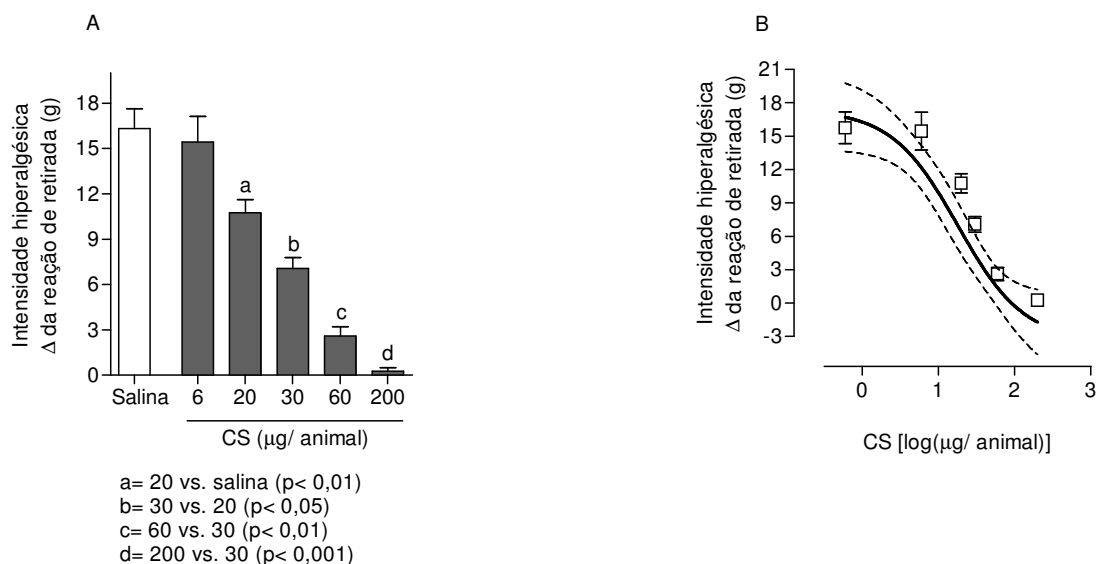 A
Intensidade hiperalgésica
Δ da reação de retirada (g)
18
15
12
9
6
3
0
a
b
c
d
Salina 6 20 30 60 200
CS (μg/ animal)
a= 20 vs. salina (p< 0,01)
b= 30 vs. 20 (p< 0,05)
c= 60 vs. 30 (p< 0,01)
d= 200 vs. 30 (p< 0,001)
B
Intensidade hiperalgésica
Δ da reação de retirada (g)
21
18
15
12
9
6
3
0
-3
0 1 2 3
CS [log(μg/ animal)]